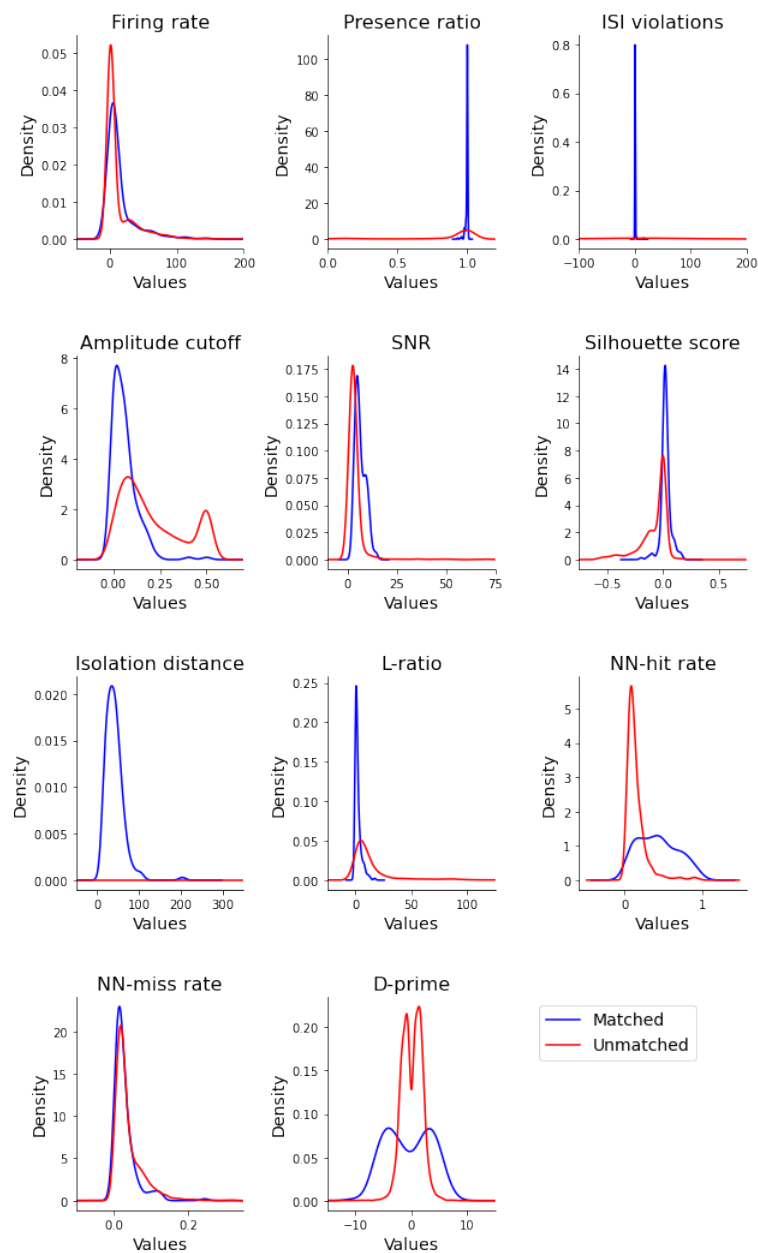 Firing rate
Presence ratio
ISI violations
Density
0.05
0.04
0.03
0.02
0.01
0.00
0
100
200
Values
Density
100
80
60
40
20
0
0.0
0.5
1.0
Values
Density
0.8
0.6
0.4
0.2
0.0
−100
0
100
200
Values
Amplitude cutoff
SNR
Silhouette score
Density
8
6
4
2
0
0.00
0.25
0.50
Values
Density
0.175
0.150
0.125
0.100
0.075
0.050
0.025
0.000
0
25
50
75
Values
Density
14
12
10
8
6
4
2
0
−0.5
0.0
0.5
Values
Isolation distance
L-ratio
NN-hit rate
Density
0.020
0.015
0.010
0.005
0.000
0
100
200
300
Values
Density
0.25
0.20
0.15
0.10
0.05
0.00
0
50
100
Values
Density
5
4
3
2
1
0
0
1
Values
NN-miss rate
D-prime
Density
20
15
10
5
0
0.0
0.2
Values
Density
0.20
0.15
0.10
0.05
0.00
−10
0
10
Values
Matched
Unmatched